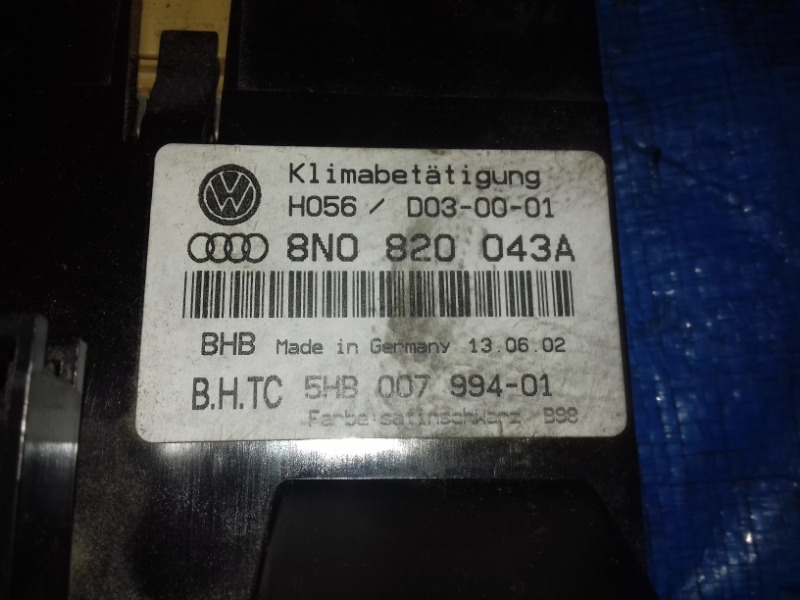 Klimabetätigung
H056 / D03-00-01
8N0 820 043A
BHB Made in Germany 13.06.02
B.H.TC 5HB 007 994-01
Farbe:satinschwarz B98